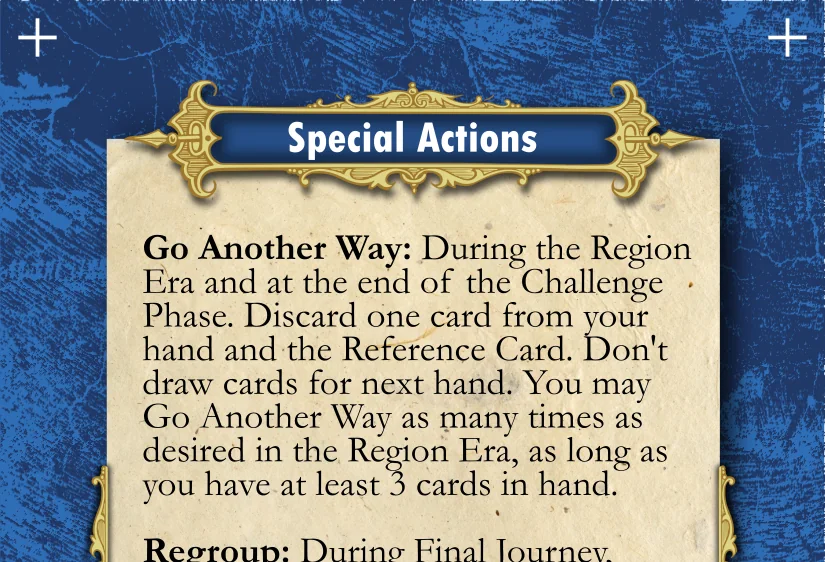 Special Actions
Go Another Way: During the Region
Era and at the end of the Challenge
Phase. Discard one card from your
hand and the Reference Card. Don't
draw cards for next hand. You may
Go Another Way as many times as
desired in the Region Era, as long as
you have at least 3 cards in hand.
Regroup: During Final Journey,